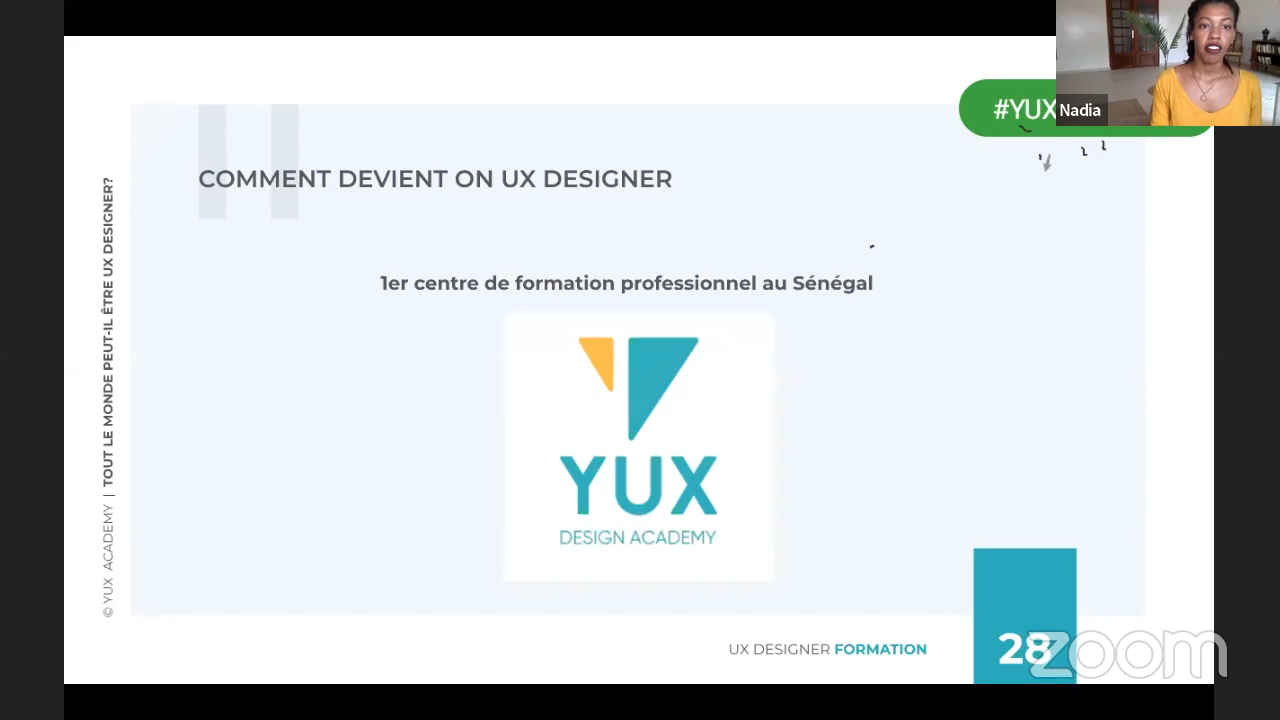 #YUX
Nadia
COMMENT DEVIENT ON UX DESIGNER
1er centre de formation professionnel au Sénégal
YUX
DESIGN ACADEMY
© YUX ACADEMY | TOUT LE MONDE PEUT-IL ÊTRE UX DESIGNER?
UX DESIGNER FORMATION
28
zoom